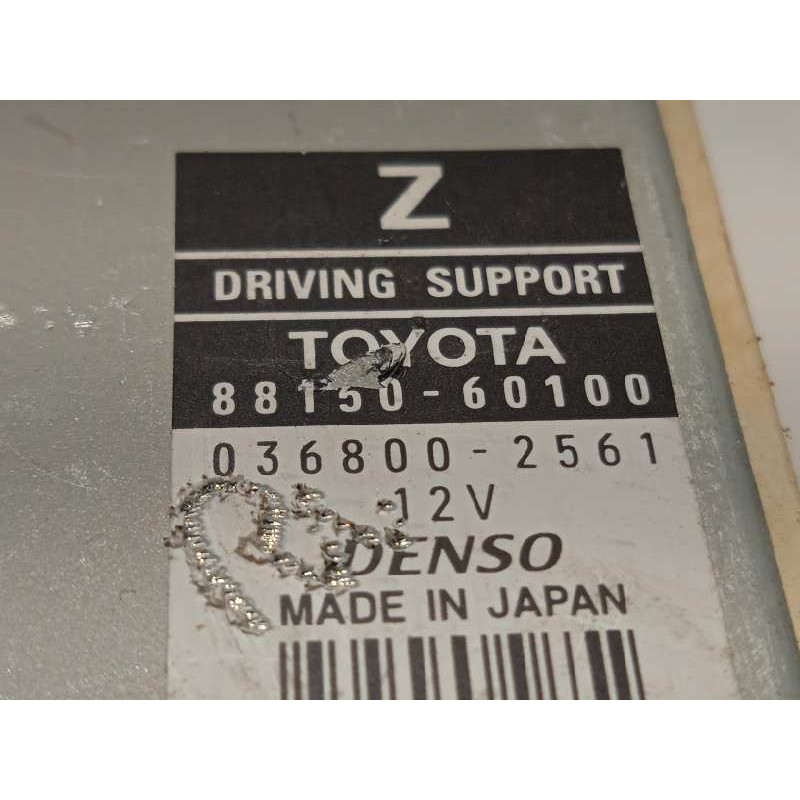 Z
DRIVING SUPPORT
TOYOTA
88150-60100
036800-2561
12V
DENSO
MADE IN JAPAN